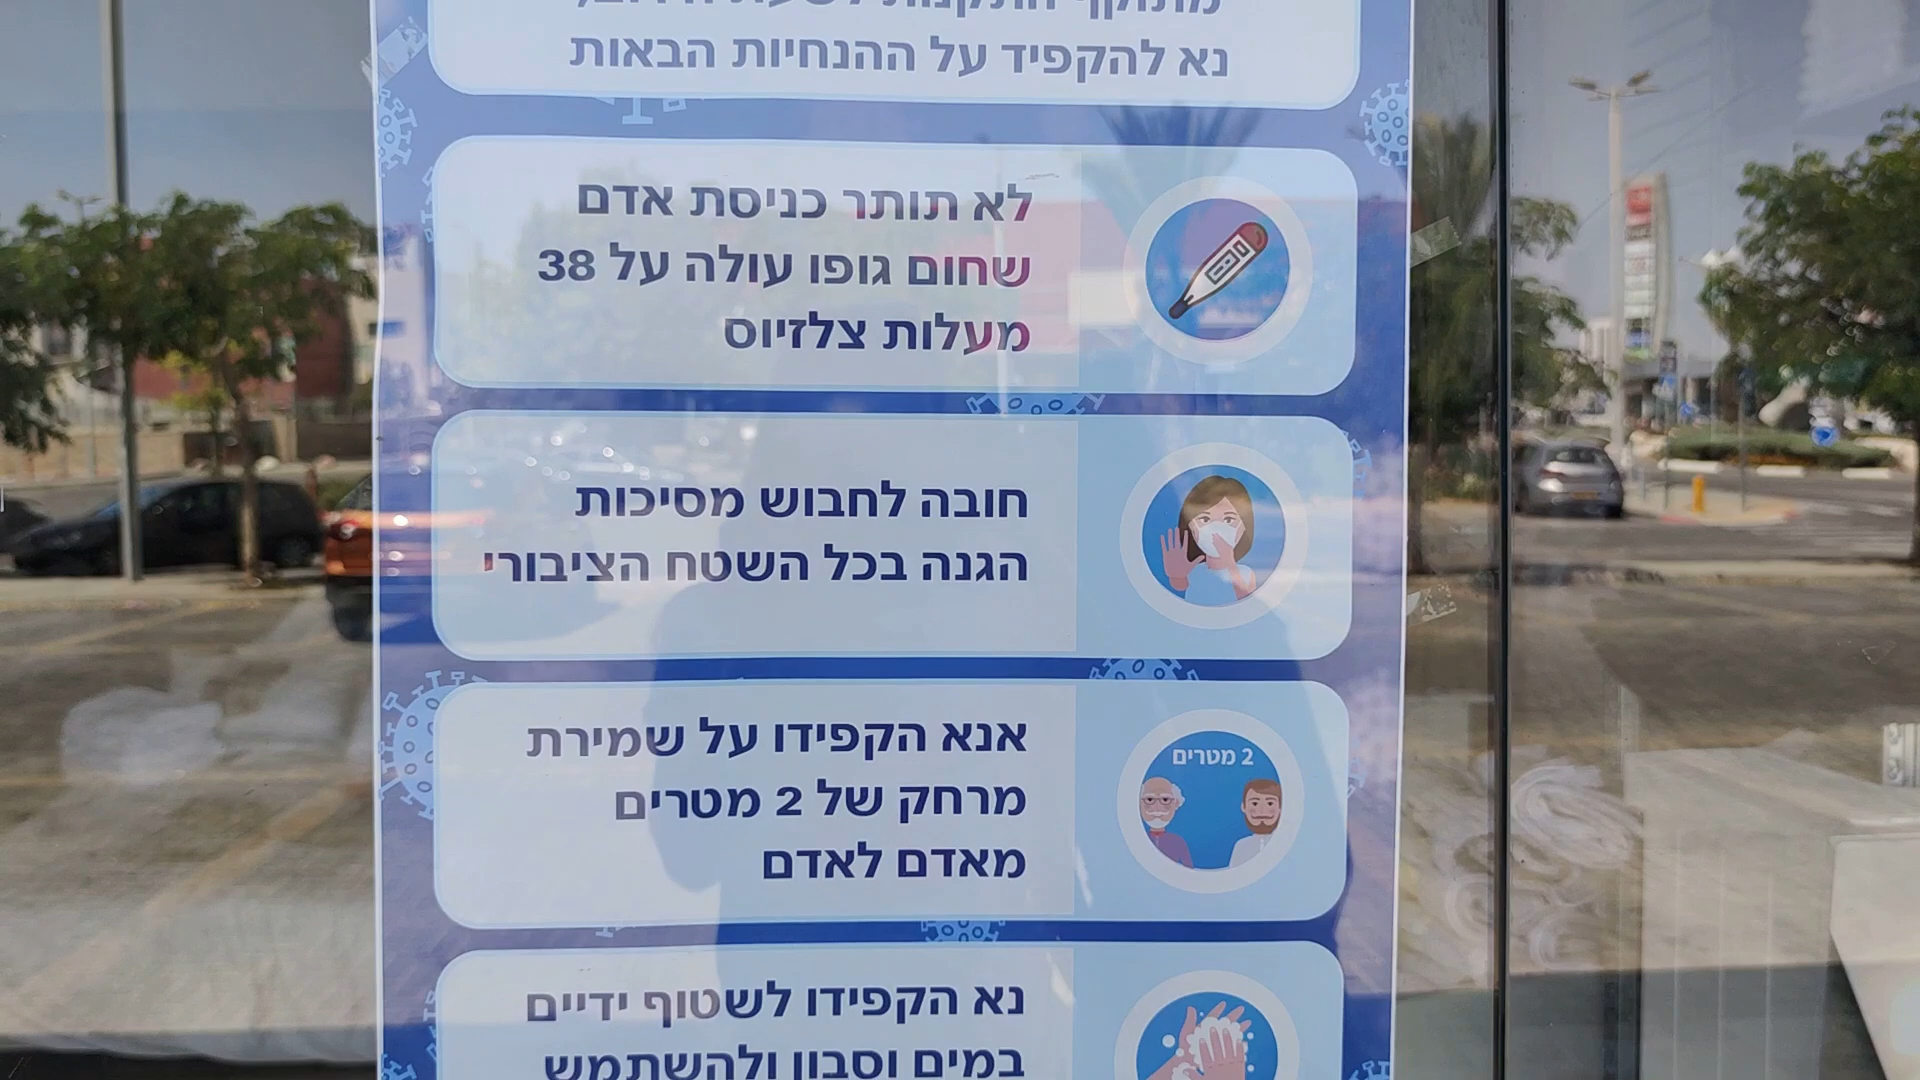 נא להקפיד על ההנחיות הבאות
לא תותר כניסת אדם
שחום גופו עולה על 38
מעלות צלזיוס
חובה לחבוש מסיכות
הגנה בכל השטח הציבורי
אנא הקפידו על שמירת
מרחק של 2 מטרים
מאדם לאדם
2 מטרים
נא הקפידו לשטוף ידיים
במים וסבון ולהשתמש